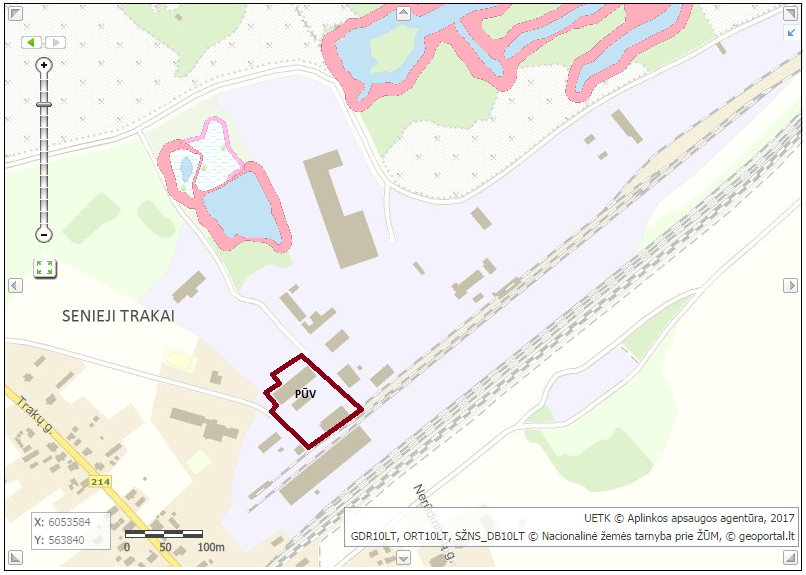 SENIEJI TRAKAI
PŪV
Trakų g.
214
X: 6053584
Y: 563840
0 50 100m
UETK © Aplinkos apsaugos agentūra, 2017
GDR10LT, ORT10LT, SŽNS_DB10LT © Nacionalinė žemės tarnyba prie ŽŪM, © geoportal.lt